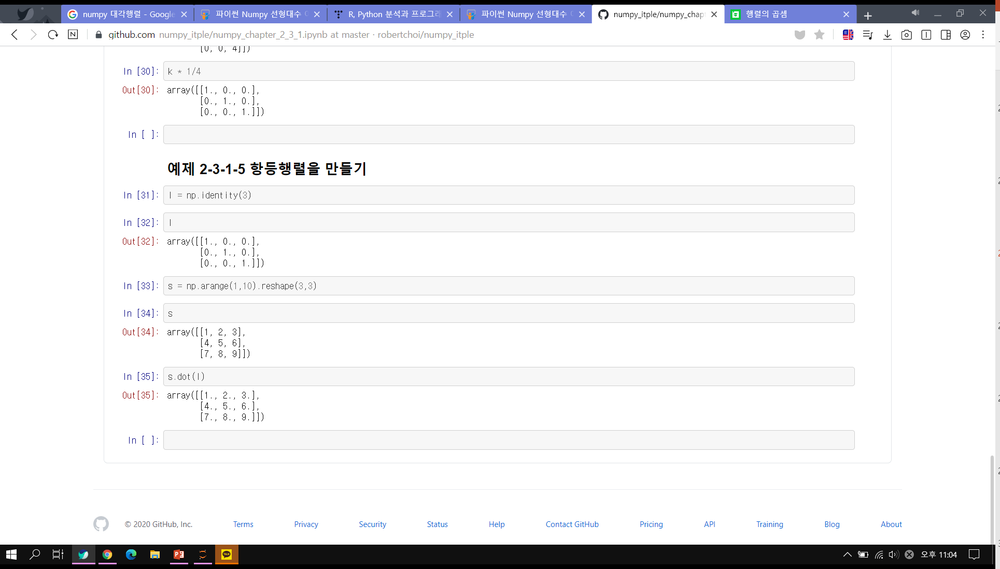 numpy 대각행렬 - Google
파이썬 Numpy 선형대수
R, Python 분석과 프로그래
파이썬 Numpy 선형대수
numpy_itple/numpy_chap
행렬의 곱셈
github.com numpy_itple/numpy_chapter_2_3_1.ipynb at master · robertchoi/numpy_itple
[0, 0, 4]])
In [30]: k * 1/4
Out[30]: array([[1., 0., 0.],
[0., 1., 0.],
[0., 0., 1.]])
In [ ]:
예제 2-3-1-5 항등행렬을 만들기
In [31]: l = np.identity(3)
In [32]: l
Out[32]: array([[1., 0., 0.],
[0., 1., 0.],
[0., 0., 1.]])
In [33]: s = np.arange(1,10).reshape(3,3)
In [34]: s
Out[34]: array([[1, 2, 3],
[4, 5, 6],
[7, 8, 9]])
In [35]: s.dot(l)
Out[35]: array([[1., 2., 3.],
[4., 5., 6.],
[7., 8., 9.]])
In [ ]:
© 2020 GitHub, Inc. Terms Privacy Security Status Help Contact GitHub Pricing API Training Blog About
오후 11:04